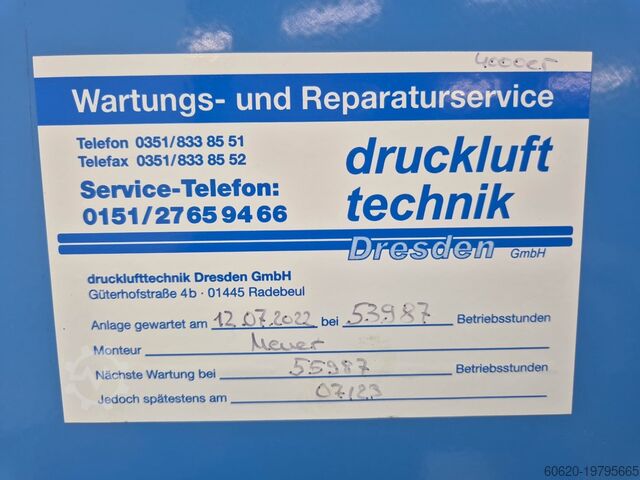 4000er
Wartungs- und Reparaturservice
Telefon 0351/833 85 51
Telefax 0351/833 85 52
Service-Telefon:
0151/27 65 94 66
druckluft
technik
Dresden GmbH
drucklufttechnik Dresden GmbH
Güterhofstraße 4b · 01445 Radebeul
Anlage gewartet am 12.07.2022 bei 53987 Betriebsstunden
Monteur Meuer
Nächste Wartung bei 55987 Betriebsstunden
Jedoch spätestens am 07/23
60620-19795665